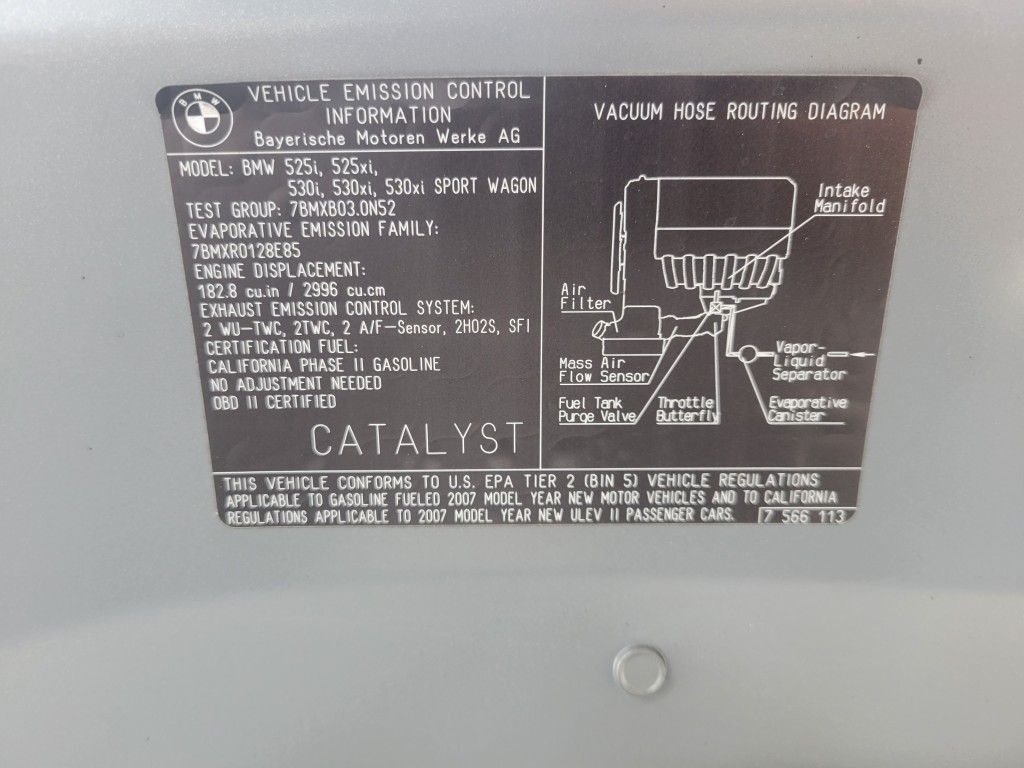 BMW
VEHICLE EMISSION CONTROL
INFORMATION
Bayerische Motoren Werke AG
MODEL: BMW 525i, 525xi,
530i, 530xi, 530xi SPORT WAGON
TEST GROUP: 7BMXB03.0N52
EVAPORATIVE EMISSION FAMILY:
7BMXR0128E85
ENGINE DISPLACEMENT:
182.8 cu.in / 2996 cu.cm
EXHAUST EMISSION CONTROL SYSTEM:
2 WU-TWC, 2TWC, 2 A/F-Sensor, 2HO2S, SFI
CERTIFICATION FUEL:
CALIFORNIA PHASE II GASOLINE
NO ADJUSTMENT NEEDED
OBD II CERTIFIED
CATALYST
VACUUM HOSE ROUTING DIAGRAM
Intake
Manifold
Air
Filter
Mass Air
Flow Sensor
Vapor-
Liquid
Separator
Fuel Tank
Purge Valve
Throttle
Butterfly
Evaporative
Canister
THIS VEHICLE CONFORMS TO U.S. EPA TIER 2 (BIN 5) VEHICLE REGULATIONS
APPLICABLE TO GASOLINE FUELED 2007 MODEL YEAR NEW MOTOR VEHICLES AND TO CALIFORNIA
REGULATIONS APPLICABLE TO 2007 MODEL YEAR NEW ULEV II PASSENGER CARS.
7 566 113